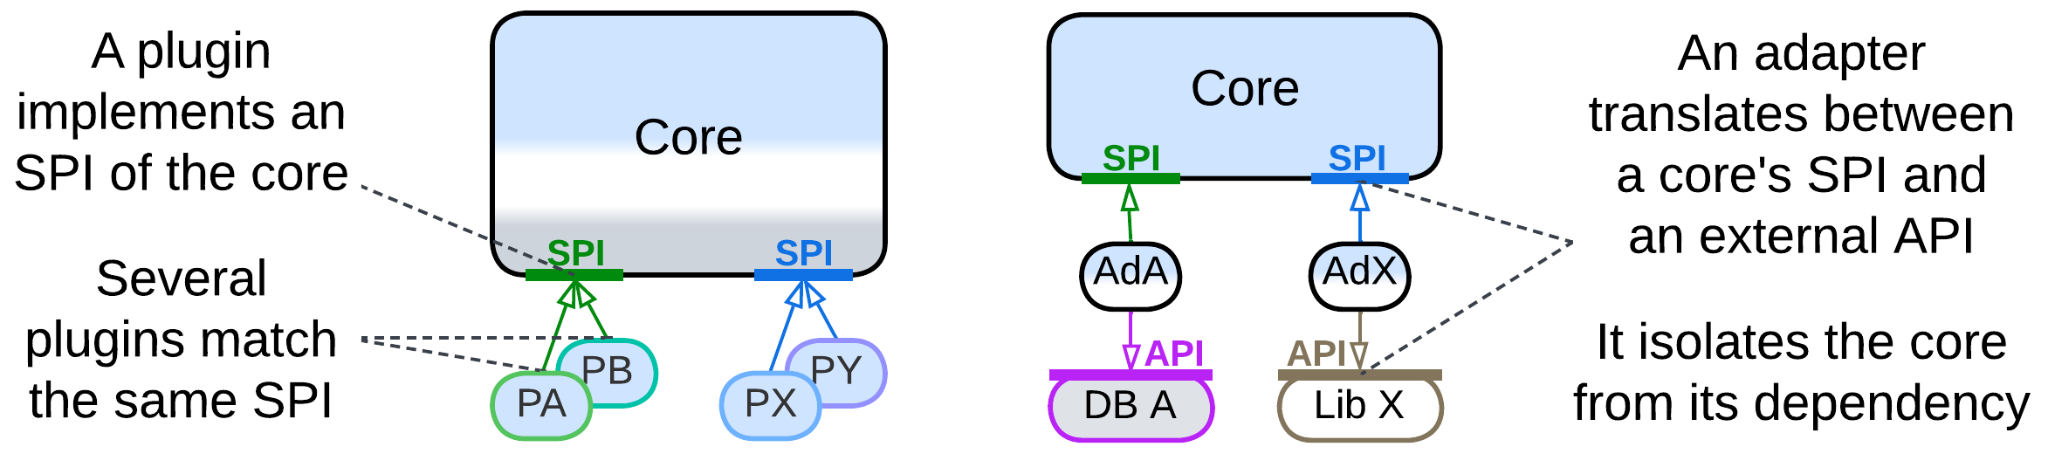 A plugin
implements an
SPI of the core
Several
plugins match
the same SPI
Core
SPI
SPI
PA
PB
PX
PY
Core
SPI
SPI
AdA
AdX
API
API
DB A
Lib X
An adapter
translates between
a core's SPI and
an external API
It isolates the core
from its dependency